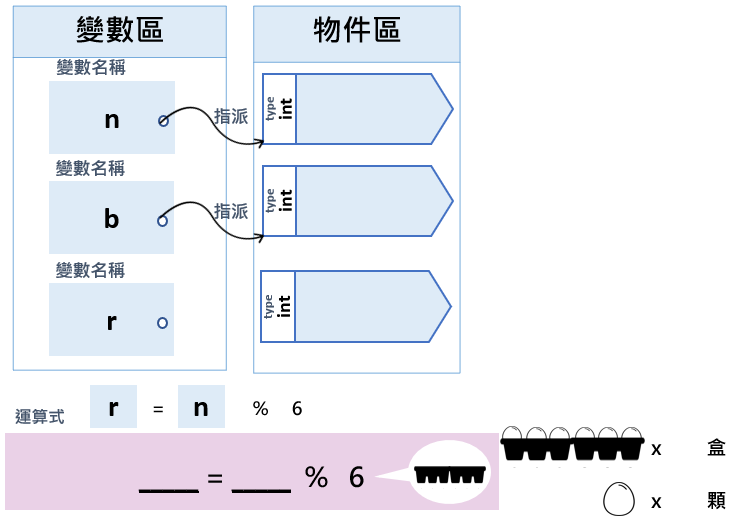 變數區
物件區
變數名稱
n
指派
type
int
變數名稱
b
指派
type
int
變數名稱
r
type
int
運算式 r = n % 6
____ = ____ % 6
x 盒
x 顆